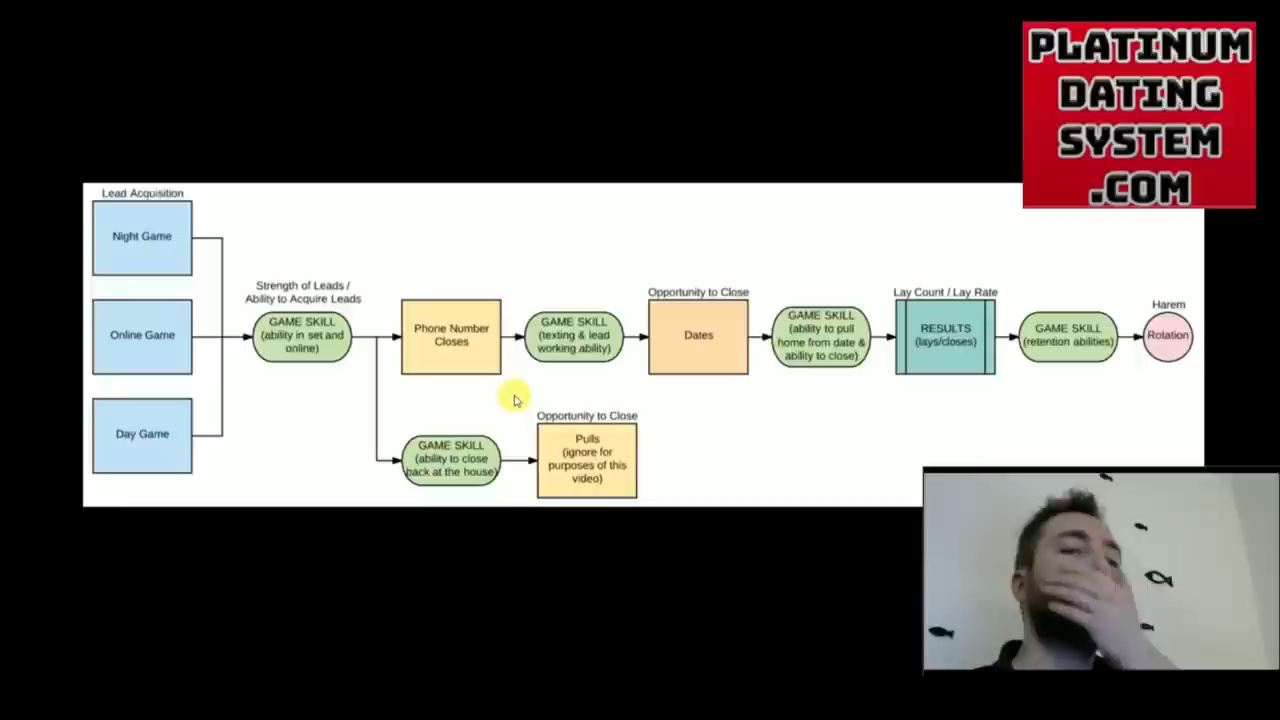 PLATINUM
DATING
SYSTEM
.COM
Lead Acquisition
Night Game
Online Game
Day Game
Strength of Leads /
Ability to Acquire Leads
GAME SKILL
(ability in set and
online)
Phone Number
Closes
GAME SKILL
(texting & lead
working ability)
Opportunity to Close
Dates
GAME SKILL
(ability to pull
home from date &
ability to close)
Lay Count / Lay Rate
RESULTS
(lays/closes)
GAME SKILL
(retention abilities)
Harem
Rotation
GAME SKILL
(ability to close
back at the house)
Opportunity to Close
Pulls
(ignore for
purposes of this
video)